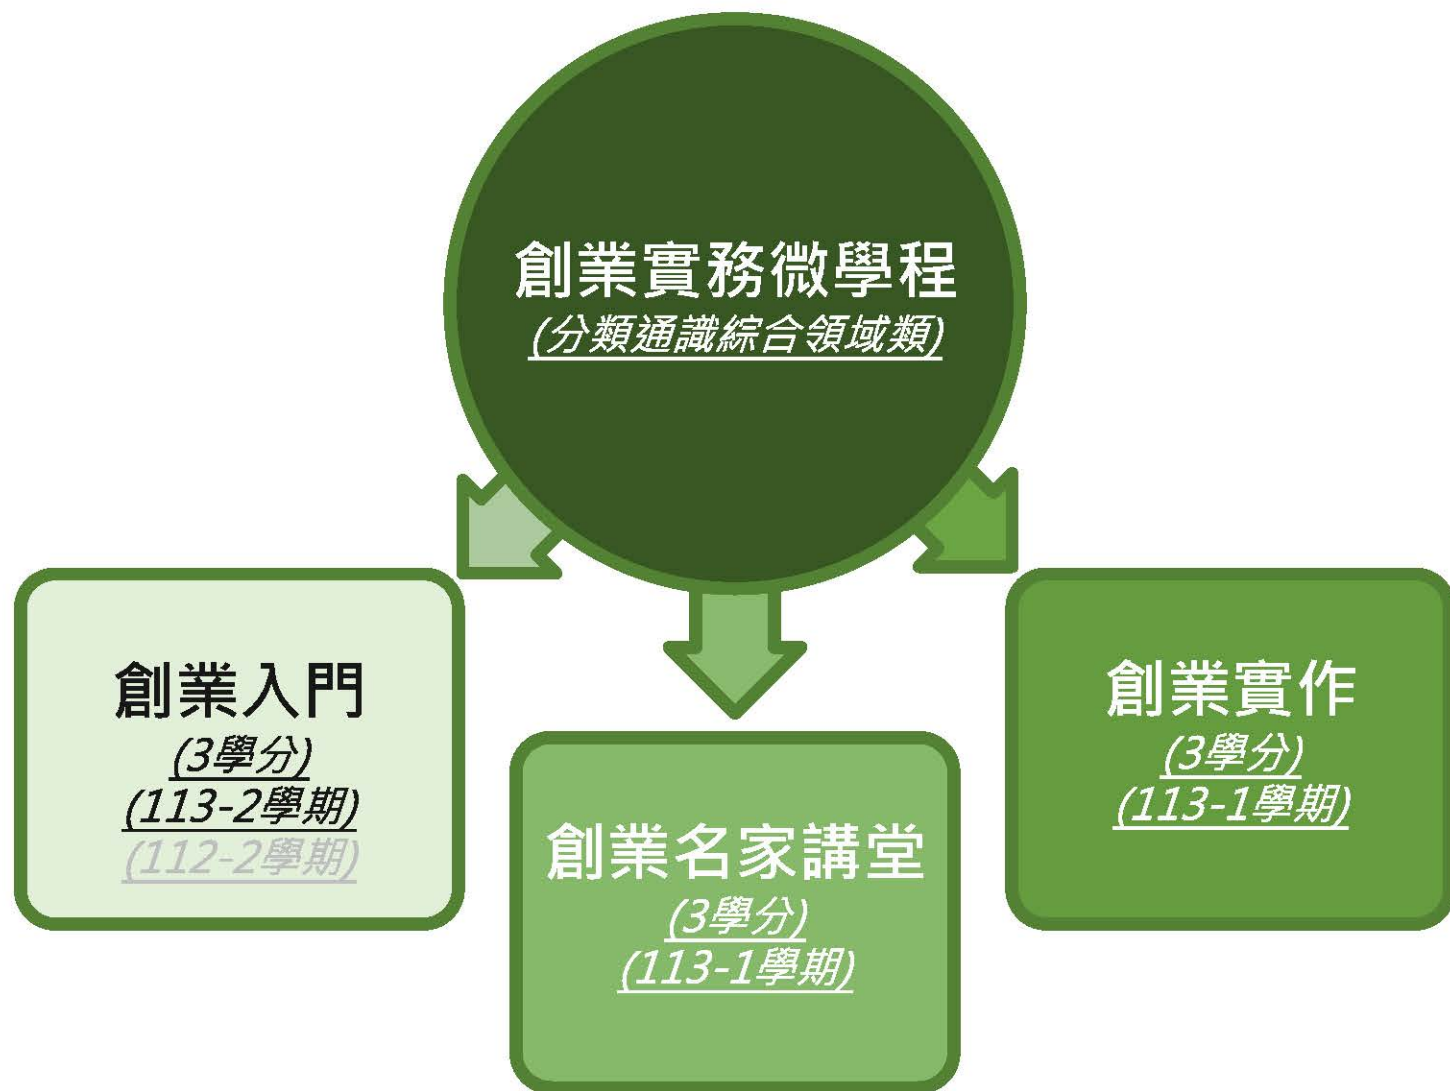 創業實務微學程
(分類通識綜合領域類)
創業入門
(3學分)
(113-2學期)
(112-2學期)
創業名家講堂
(3學分)
(113-1學期)
創業實作
(3學分)
(113-1學期)